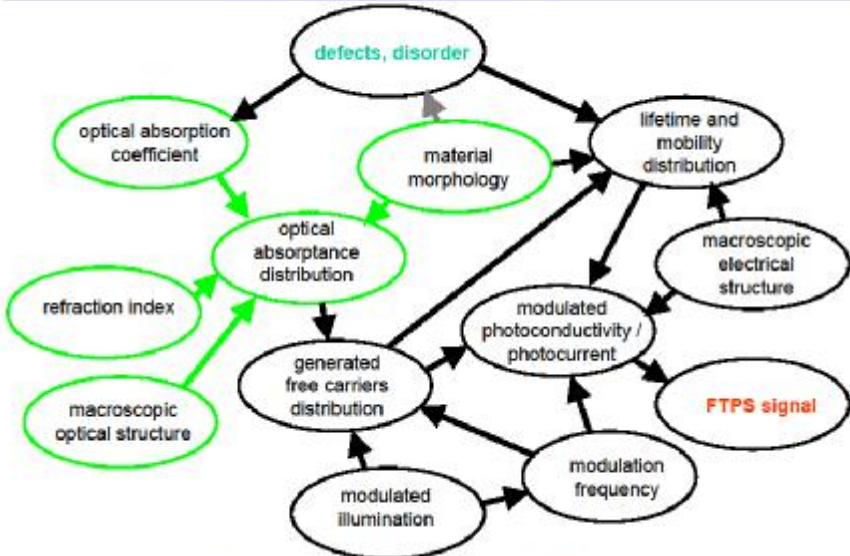 defects, disorder
optical absorption
coefficient
material
morphology
lifetime and
mobility
distribution
optical
absorptance
distribution
macroscopic
electrical
structure
refraction index
modulated
photoconductivity /
photocurrent
generated
free carriers
distribution
macroscopic
optical structure
FTPS signal
modulation
frequency
modulated
illumination